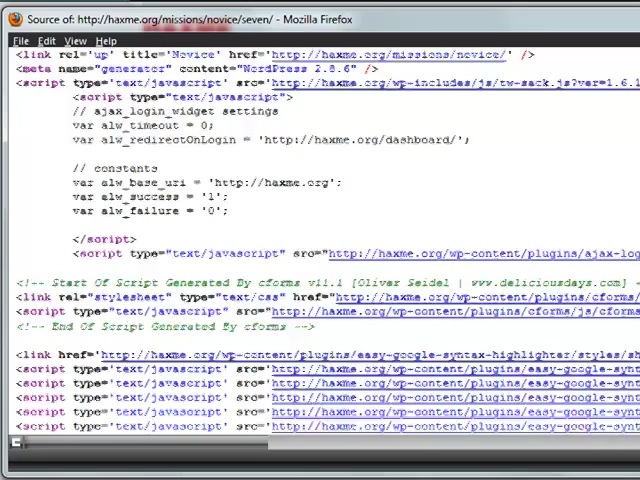 Source of: http://haxme.org/missions/novice/seven/ - Mozilla Firefox
File Edit View Help
<link rel='up' title='Novice' href='http://haxme.org/missions/novice/' />
<meta name="generator" content="WordPress 2.8.6" />
<script type='text/javascript' src='http://haxme.org/wp-includes/js/tw-sack.js?ver=1.6.1
<script type="text/javascript">
// ajax_login_widget settings
var alw_timeout = 0;
var alw_redirectOnLogin = 'http://haxme.org/dashboard/';
// constants
var alw_base_uri = 'http://haxme.org';
var alw_success = '1';
var alw_failure = '0';
</script>
<script type="text/javascript" src="http://haxme.org/wp-content/plugins/ajax-log
<!-- Start Of Script Generated By cforms v11.1 [Oliver Seidel | www.deliciousdays.com] -
<link rel="stylesheet" type="text/css" href="http://haxme.org/wp-content/plugins/cforms
<script type="text/javascript" src="http://haxme.org/wp-content/plugins/cforms/js/cforms
<!-- End Of Script Generated By cforms -->
<link href='http://haxme.org/wp-content/plugins/easy-google-syntax-highlighter/styles/sh
<script type='text/javascript' src='http://haxme.org/wp-content/plugins/easy-google-synt
<script type='text/javascript' src='http://haxme.org/wp-content/plugins/easy-google-synt
<script type='text/javascript' src='http://haxme.org/wp-content/plugins/easy-google-synt
<script type='text/javascript' src='http://haxme.org/wp-content/plugins/easy-google-synt
<script type='text/javascript' src='http://haxme.org/wp-content/plugins/easy-google-synt